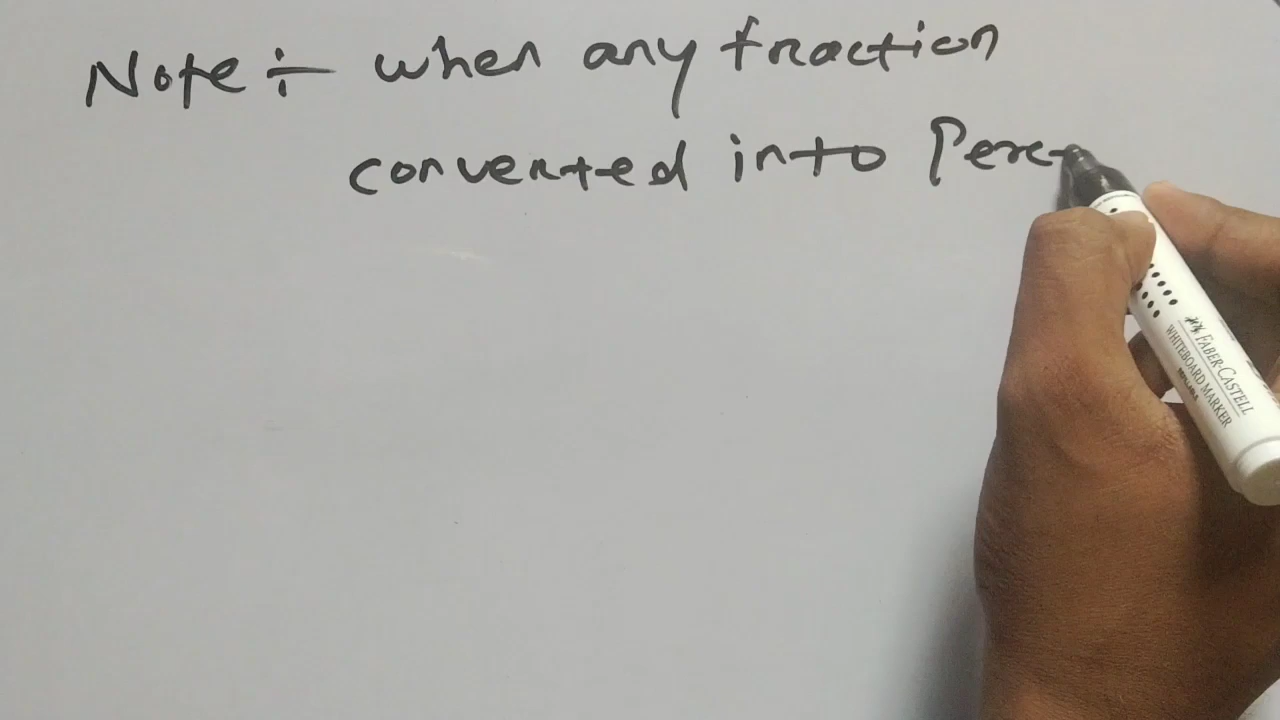 Note :- when any fraction
converted into Perc
FABER-CASTELL
WHITEBOARD MARKER